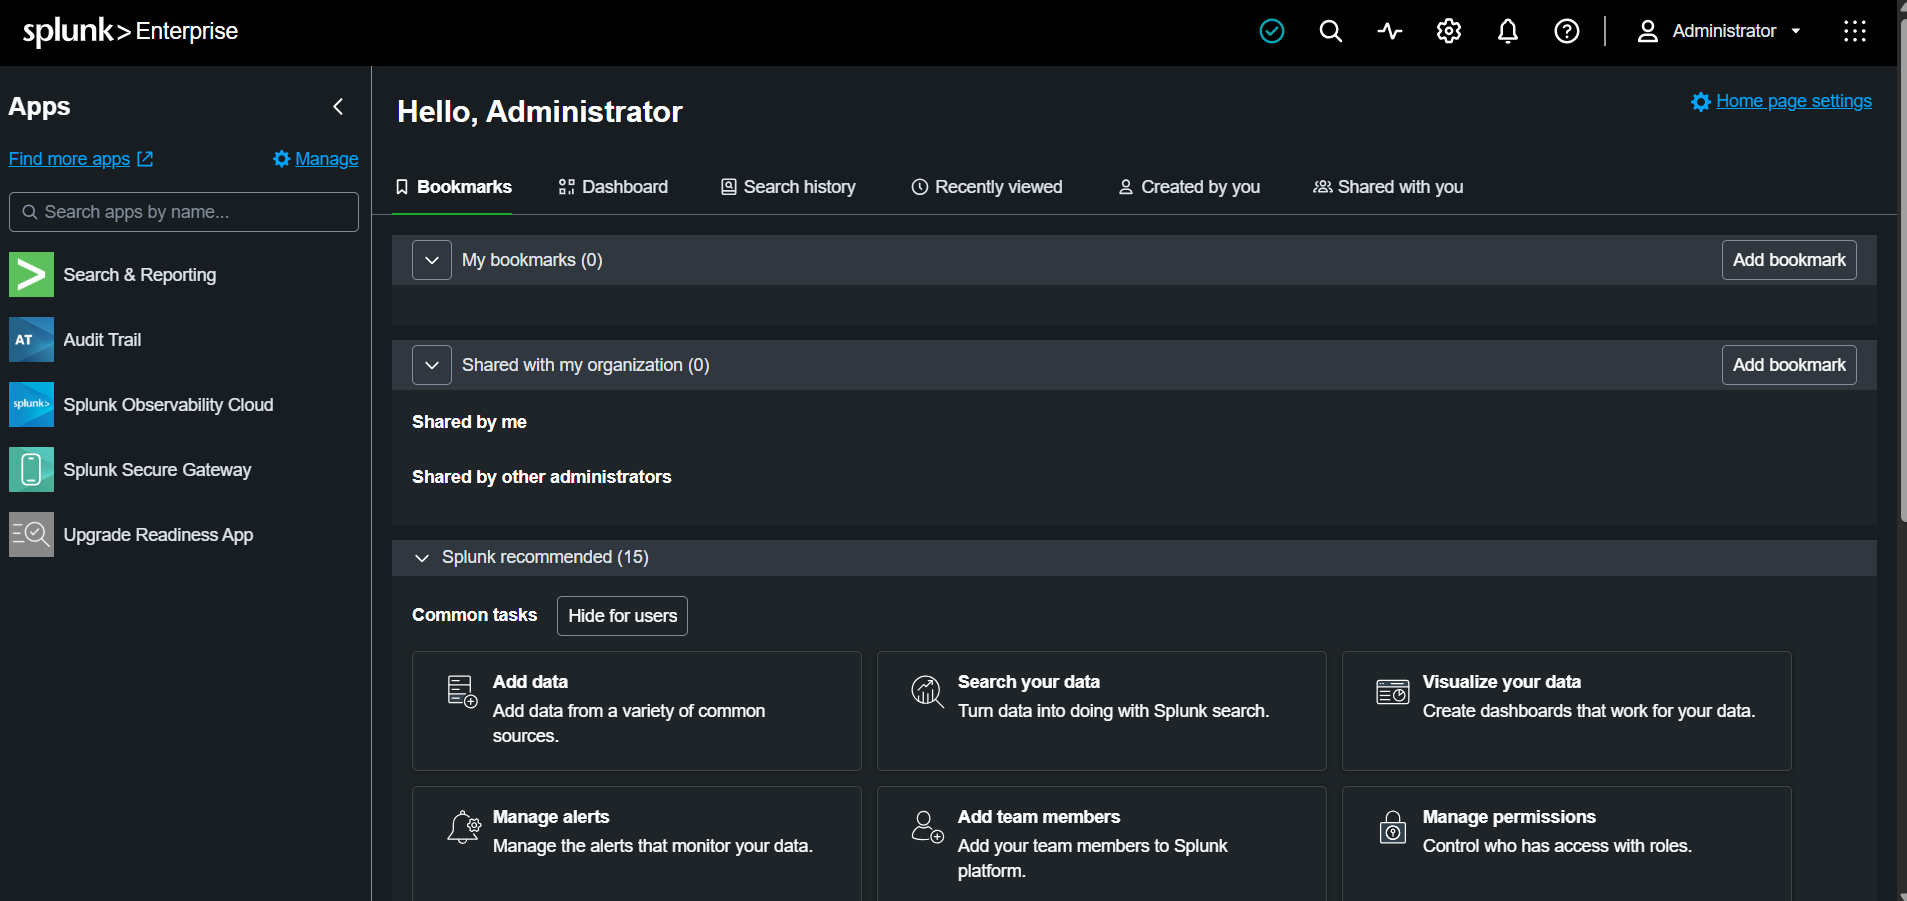 splunk> Enterprise
Administrator
Apps
Find more apps
Manage
Search apps by name...
Search & Reporting
AT
Audit Trail
splunk>
Splunk Observability Cloud
Splunk Secure Gateway
Upgrade Readiness App
Hello, Administrator
Home page settings
Bookmarks
Dashboard
Search history
Recently viewed
Created by you
Shared with you
My bookmarks (0)
Add bookmark
Shared with my organization (0)
Add bookmark
Shared by me
Shared by other administrators
Splunk recommended (15)
Common tasks
Hide for users
Add data
Add data from a variety of common
sources.
Search your data
Turn data into doing with Splunk search.
Visualize your data
Create dashboards that work for your data.
Manage alerts
Manage the alerts that monitor your data.
Add team members
Add your team members to Splunk
platform.
Manage permissions
Control who has access with roles.